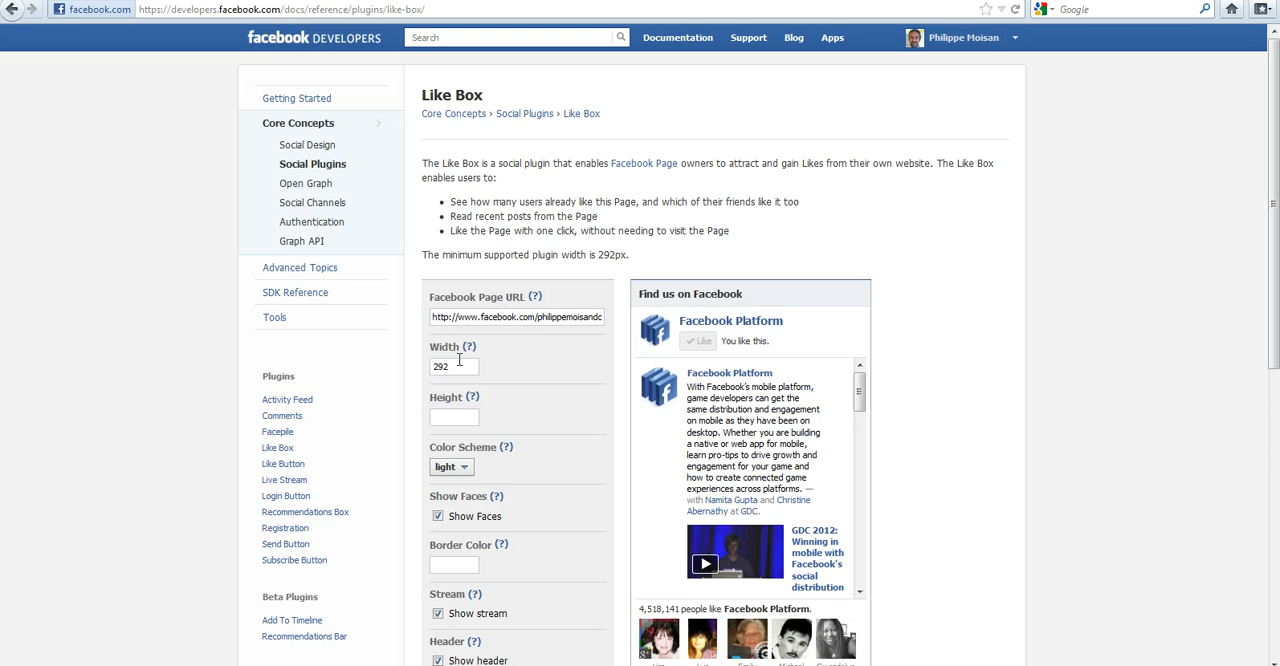 facebook.com
https://developers.facebook.com/docs/reference/plugins/like-box/
Google
facebook DEVELOPERS
Search
Documentation
Support
Blog
Apps
Philippe Moisan
Getting Started
Core Concepts
Social Design
Social Plugins
Open Graph
Social Channels
Authentication
Graph API
Advanced Topics
SDK Reference
Tools
Plugins
Activity Feed
Comments
Facepile
Like Box
Like Button
Live Stream
Login Button
Recommendations Box
Registration
Send Button
Subscribe Button
Beta Plugins
Add To Timeline
Recommendations Bar
Like Box
Core Concepts › Social Plugins › Like Box
The Like Box is a social plugin that enables Facebook Page owners to attract and gain Likes from their own website. The Like Box
enables users to:
See how many users already like this Page, and which of their friends like it too
Read recent posts from the Page
Like the Page with one click, without needing to visit the Page
The minimum supported plugin width is 292px.
Facebook Page URL (?)
http://www.facebook.com/philippemoisandc
Width (?)
292
Height (?)
Color Scheme (?)
light
Show Faces (?)
Show Faces
Border Color (?)
Stream (?)
Show stream
Header (?)
Show header
Find us on Facebook
Facebook Platform
Like
You like this.
Facebook Platform
With Facebook's mobile platform,
game developers can get the
same distribution and engagement
on mobile as they have been on
desktop. Whether you are building
a native or web app for mobile,
learn pro-tips to drive growth and
engagement for your game and
how to create connected game
experiences across platforms. —
with Namita Gupta and Christine
Abernathy at GDC.
GDC 2012:
Winning in
mobile with
Facebook's
social
distribution
4,518,141 people like Facebook Platform.